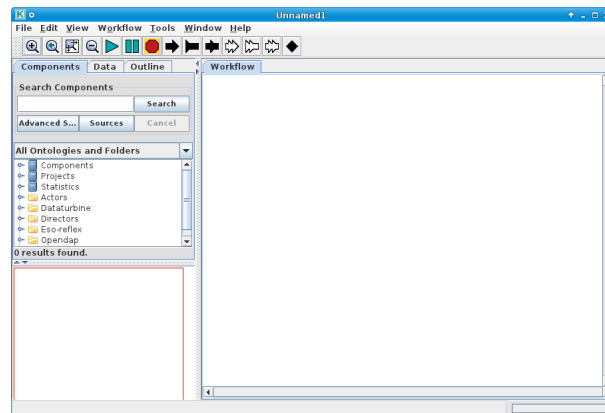 Unnamed1
File Edit View Workflow Tools Window Help
Components Data Outline
Workflow
Search Components
Search
Advanced S... Sources Cancel
All Ontologies and Folders
Components
Projects
Statistics
Actors
Dataturbine
Directors
Eso-reflex
Opendap
0 results found.